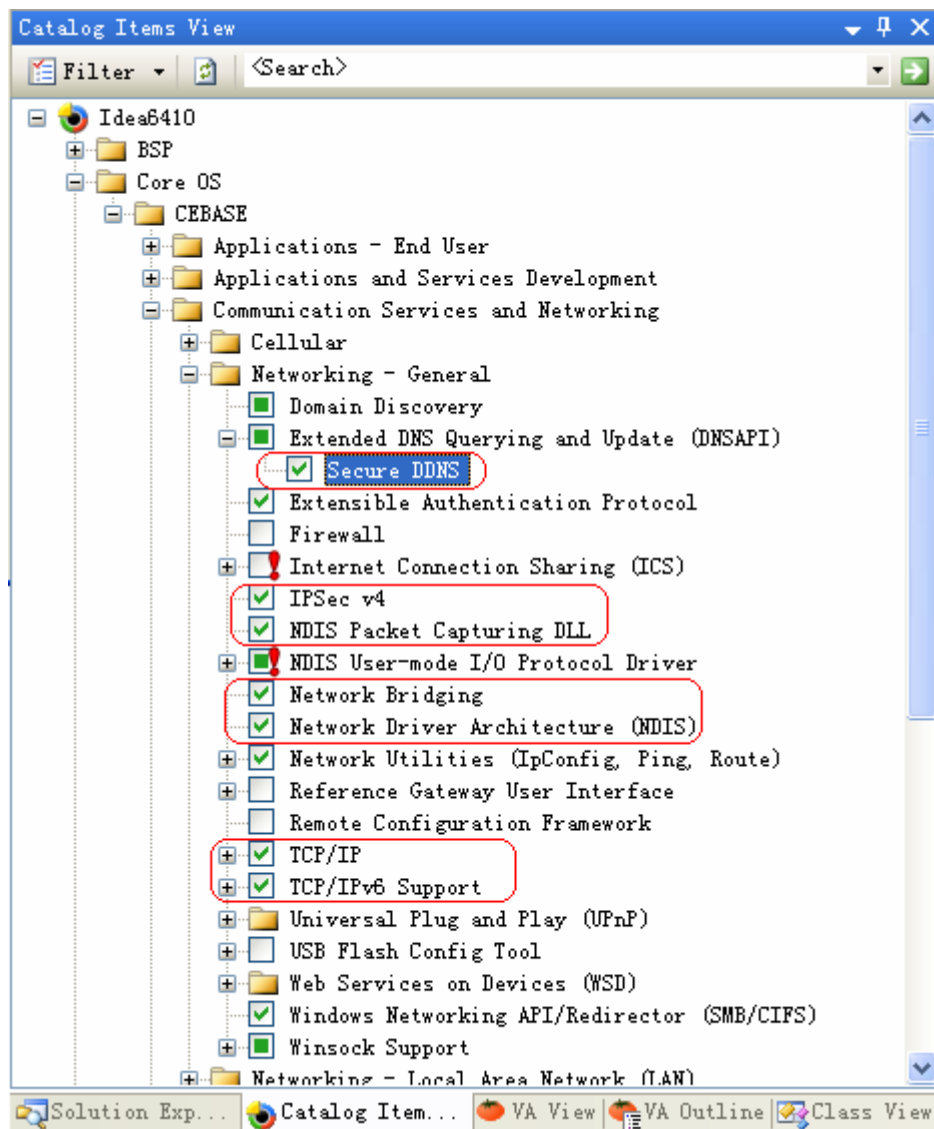 Catalog Items View
Filter
<Search>
Idea6410
BSP
Core OS
CEBASE
Applications - End User
Applications and Services Development
Communication Services and Networking
Cellular
Networking - General
Domain Discovery
Extended DNS Querying and Update (DNSAPI)
Secure DDNS
Extensible Authentication Protocol
Firewall
Internet Connection Sharing (ICS)
IPSec v4
NDIS Packet Capturing DLL
NDIS User-mode I/O Protocol Driver
Network Bridging
Network Driver Architecture (NDIS)
Network Utilities (IpConfig, Ping, Route)
Reference Gateway User Interface
Remote Configuration Framework
TCP/IP
TCP/IPv6 Support
Universal Plug and Play (UPnP)
USB Flash Config Tool
Web Services on Devices (WSD)
Windows Networking API/Redirector (SMB/CIFS)
Winsock Support
Networking - Local Area Network (LAN)
Solution Exp... Catalog Item... VA View VA Outline Class View